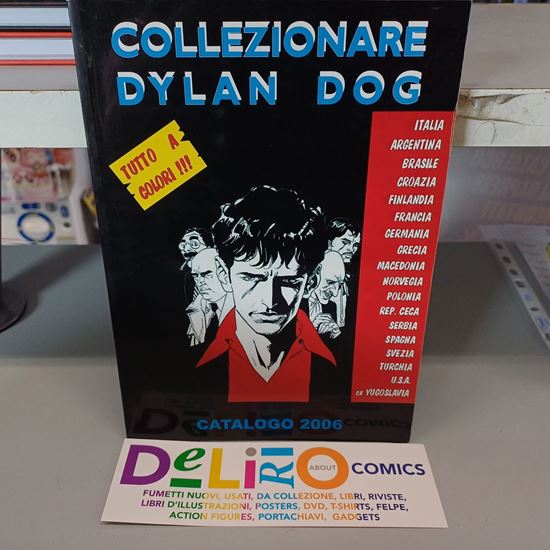 COLLEZIONARE
DYLAN DOG
TUTTO A
COLORI !!!
ITALIA
ARGENTINA
BRASILE
CROAZIA
FINLANDIA
FRANCIA
GERMANIA
GRECIA
MACEDONIA
NORVEGIA
POLONIA
REP. CECA
SERBIA
SPAGNA
SVEZIA
TURCHIA
U.S.A.
ex YUGOSLAVIA
CATALOGO 2006
DeLiRiO ABOUT COMICS
FUMETTI NUOVI, USATI, DA COLLEZIONE, LIBRI, RIVISTE,
LIBRI D'ILLUSTRAZIONI, POSTERS, DVD, T-SHIRTS, FELPE,
ACTION FIGURES, PORTACHIAVI, GADGETS